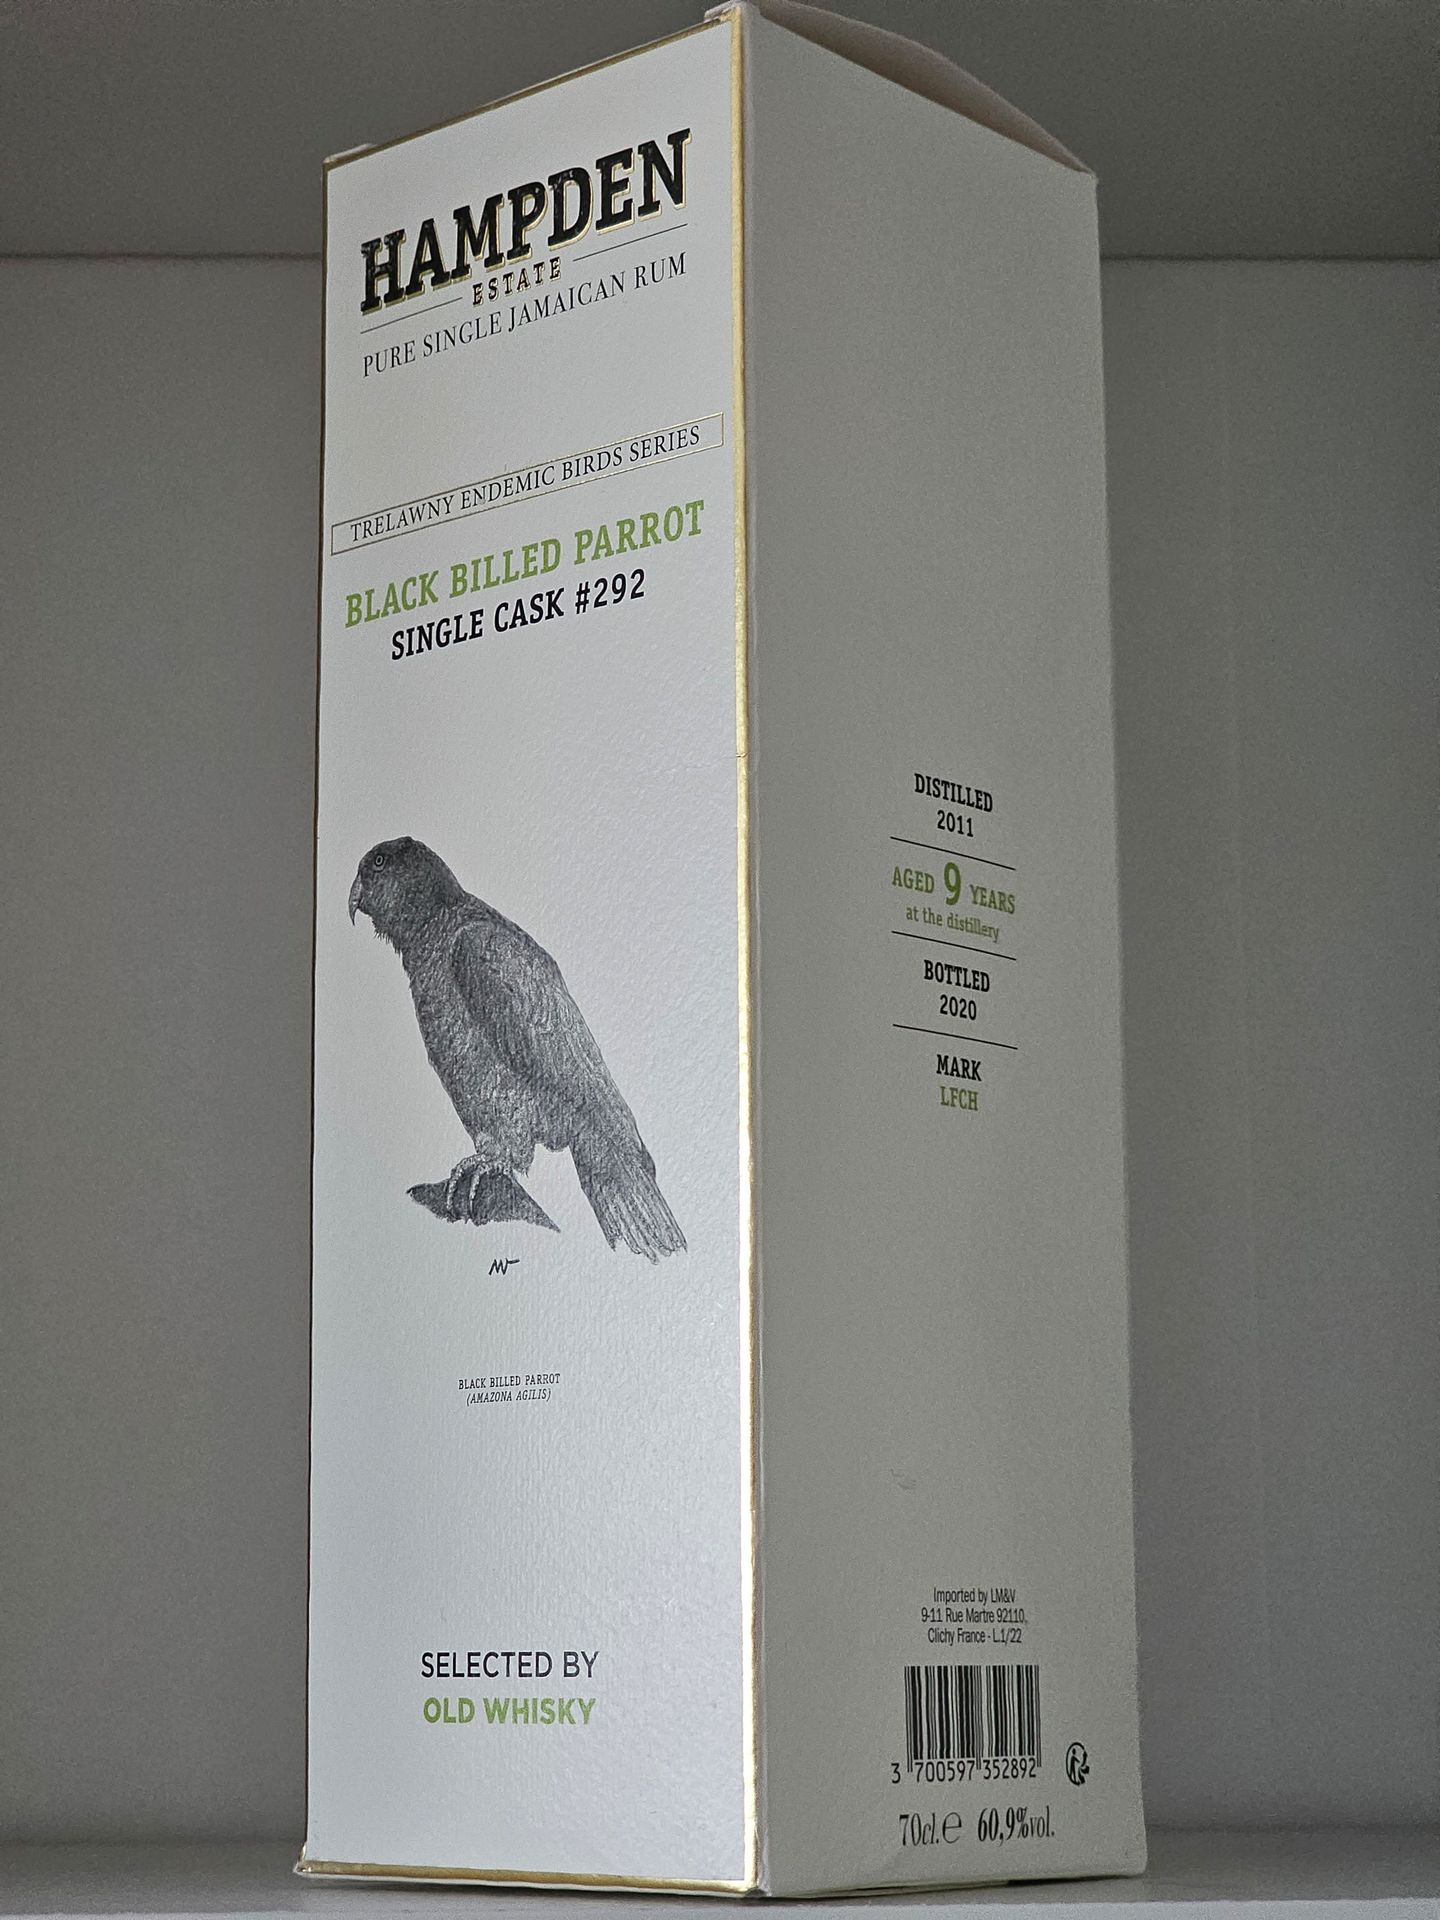 HAMPDEN
ESTATE
PURE SINGLE JAMAICAN RUM
TRELAWNY ENDEMIC BIRDS SERIES
BLACK BILLED PARROT
SINGLE CASK #292
BLACK BILLED PARROT
(AMAZONA AGILIS)
SELECTED BY
OLD WHISKY
DISTILLED
2011
AGED 9 YEARS
at the distillery
BOTTLED
2020
MARK
LFCH
Imported by LM&V
9-11 Rue Martre 92110,
Clichy France - L.1/22
3 700597 352892
70cl. e 60,9%vol.